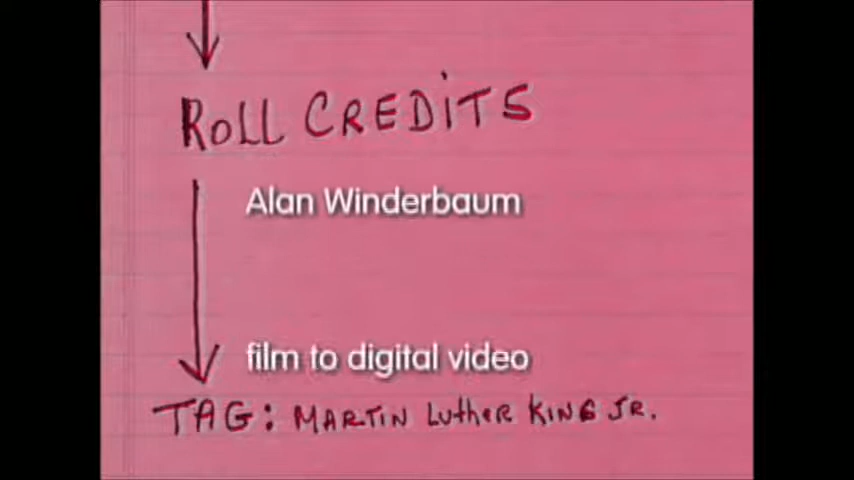 ROLL CREDITS
Alan Winderbaum
film to digital video
TAG: MARTIN LuTHER KING JR.